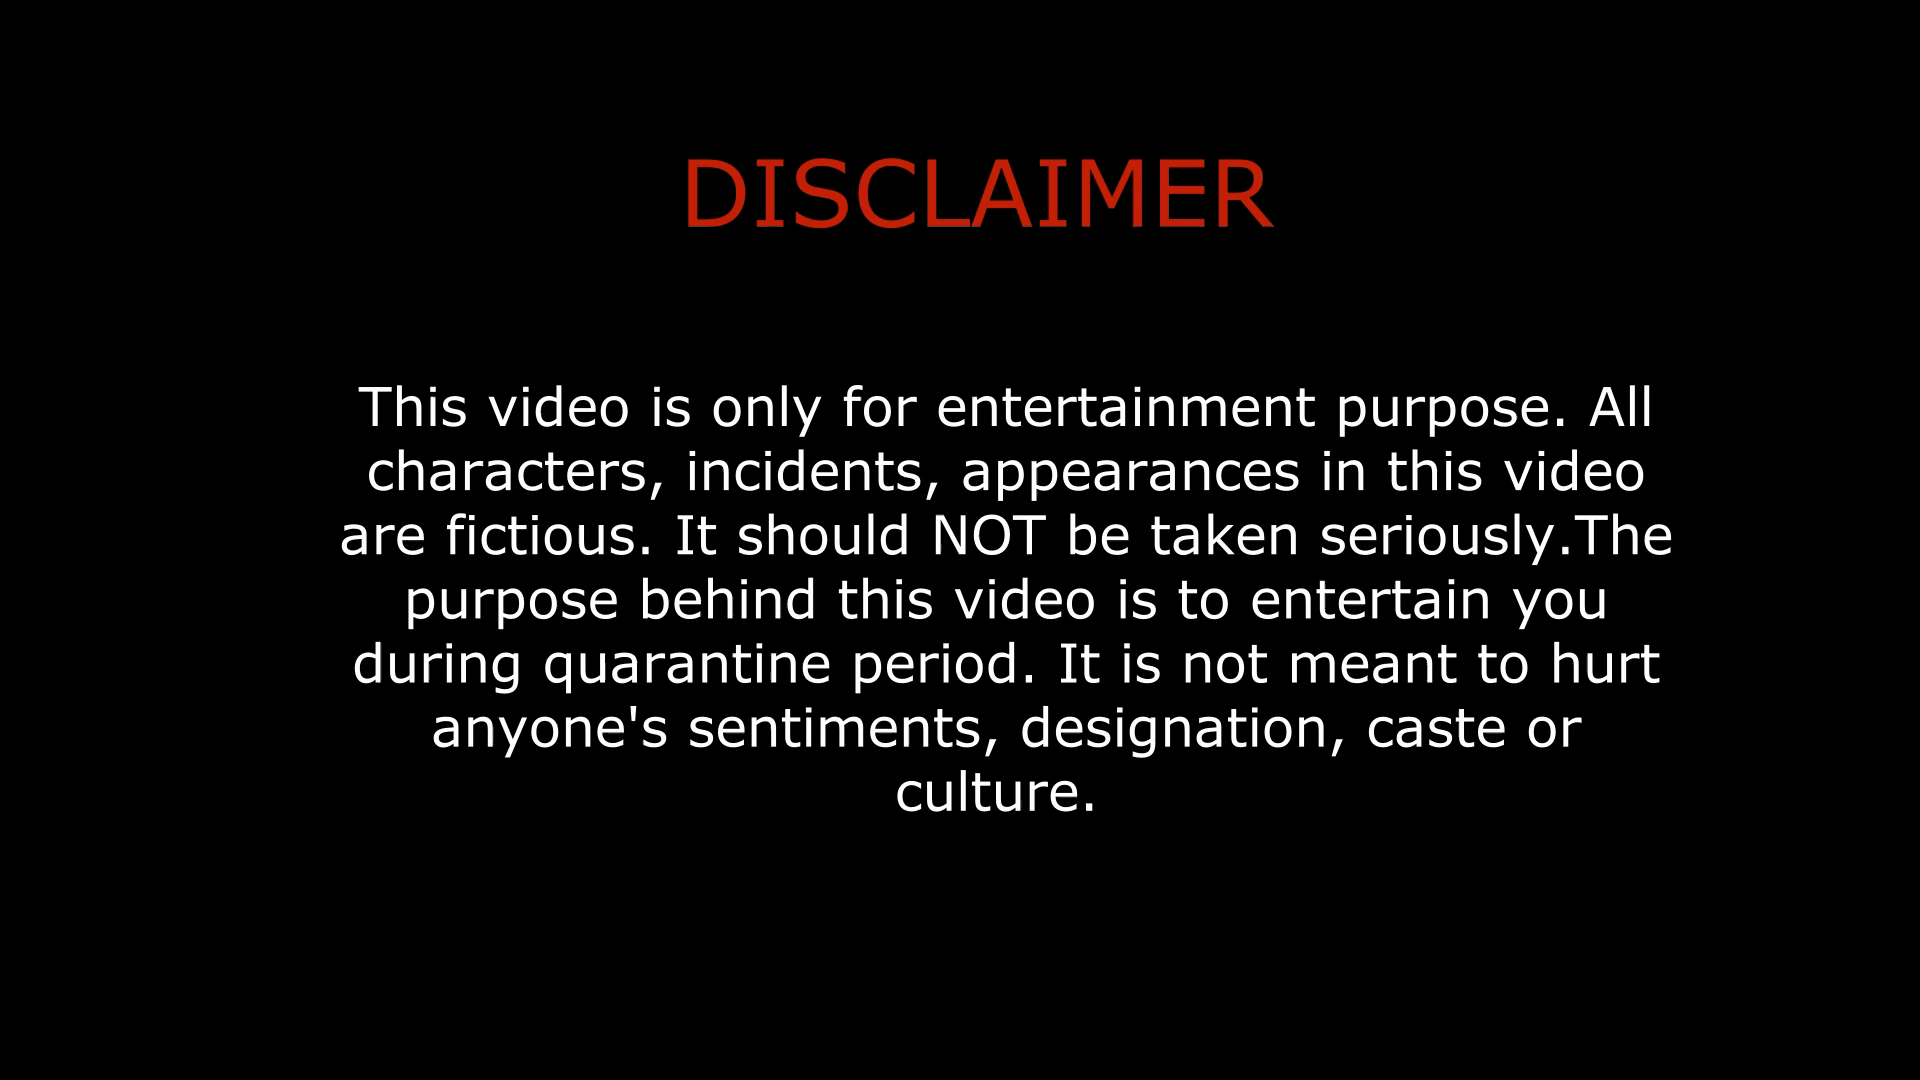 DISCLAIMER
This video is only for entertainment purpose. All
characters, incidents, appearances in this video
are fictious. It should NOT be taken seriously.The
purpose behind this video is to entertain you
during quarantine period. It is not meant to hurt
anyone's sentiments, designation, caste or
culture.